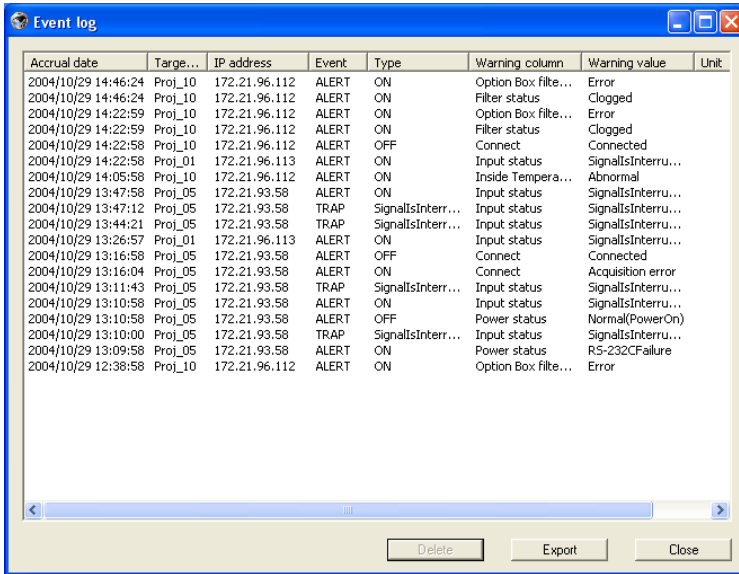 Event log
Accrual date Targe... IP address Event Type Warning column Warning value Unit
2004/10/29 14:46:24 Proj_10 172.21.96.112 ALERT ON Option Box filte... Error
2004/10/29 14:46:24 Proj_10 172.21.96.112 ALERT ON Filter status Clogged
2004/10/29 14:22:59 Proj_10 172.21.96.112 ALERT ON Option Box filte... Error
2004/10/29 14:22:59 Proj_10 172.21.96.112 ALERT ON Filter status Clogged
2004/10/29 14:22:58 Proj_10 172.21.96.112 ALERT OFF Connect Connected
2004/10/29 14:22:58 Proj_01 172.21.96.113 ALERT ON Input status SignalIsInterru...
2004/10/29 14:05:58 Proj_10 172.21.96.112 ALERT ON Inside Tempera... Abnormal
2004/10/29 13:47:58 Proj_05 172.21.93.58 ALERT ON Input status SignalIsInterru...
2004/10/29 13:47:12 Proj_05 172.21.93.58 TRAP SignalIsInterr... Input status SignalIsInterru...
2004/10/29 13:44:21 Proj_05 172.21.93.58 TRAP SignalIsInterr... Input status SignalIsInterru...
2004/10/29 13:26:57 Proj_01 172.21.96.113 ALERT ON Input status SignalIsInterru...
2004/10/29 13:16:58 Proj_05 172.21.93.58 ALERT OFF Connect Connected
2004/10/29 13:16:04 Proj_05 172.21.93.58 ALERT ON Connect Acquisition error
2004/10/29 13:11:43 Proj_05 172.21.93.58 TRAP SignalIsInterr... Input status SignalIsInterru...
2004/10/29 13:10:58 Proj_05 172.21.93.58 ALERT ON Input status SignalIsInterru...
2004/10/29 13:10:58 Proj_05 172.21.93.58 ALERT OFF Power status Normal(PowerOn)
2004/10/29 13:10:00 Proj_05 172.21.93.58 TRAP SignalIsInterr... Input status SignalIsInterru...
2004/10/29 13:09:58 Proj_05 172.21.93.58 ALERT ON Power status RS-232CFailure
2004/10/29 12:38:58 Proj_10 172.21.96.112 ALERT ON Option Box filte... Error
Delete Export Close